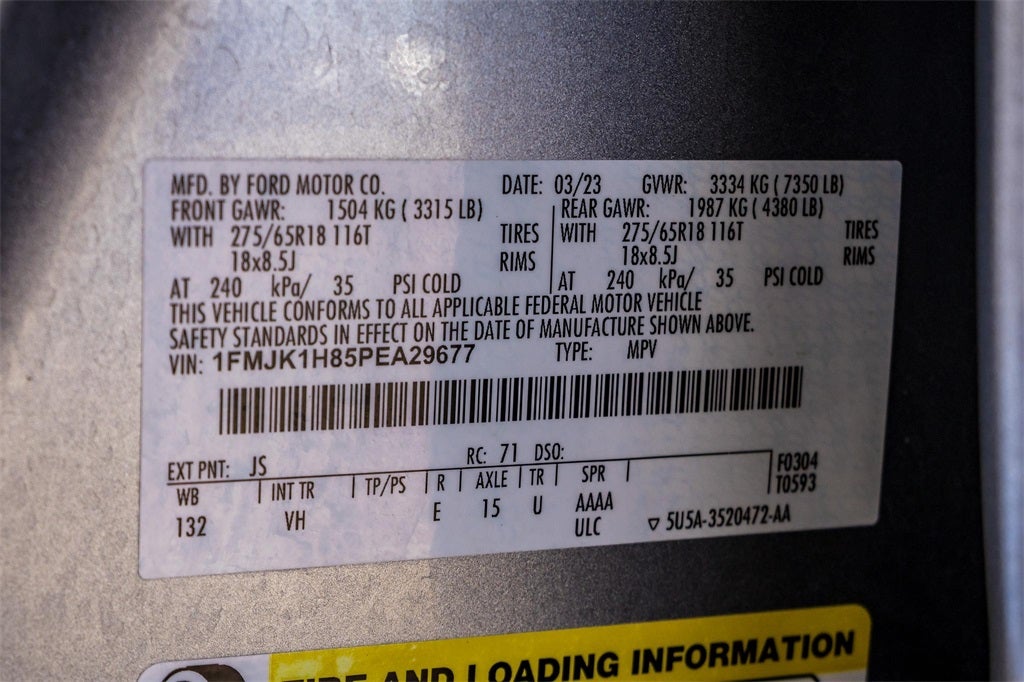 MFD. BY FORD MOTOR CO. DATE: 03/23 GVWR: 3334 KG ( 7350 LB)
FRONT GAWR: 1504 KG ( 3315 LB) REAR GAWR: 1987 KG ( 4380 LB)
WITH 275/65R18 116T TIRES WITH 275/65R18 116T TIRES
18x8.5J RIMS 18x8.5J RIMS
AT 240 kPa/ 35 PSI COLD AT 240 kPa/ 35 PSI COLD
THIS VEHICLE CONFORMS TO ALL APPLICABLE FEDERAL MOTOR VEHICLE
SAFETY STANDARDS IN EFFECT ON THE DATE OF MANUFACTURE SHOWN ABOVE.
VIN: 1FMJK1H85PEA29677 TYPE: MPV
EXT PNT: JS RC: 71 DSO: F0304
WB INT TR TP/PS R AXLE TR SPR T0593
132 VH E 15 U AAAA
ULC 5U5A-3520472-AA
TIRE AND LOADING INFORMATION